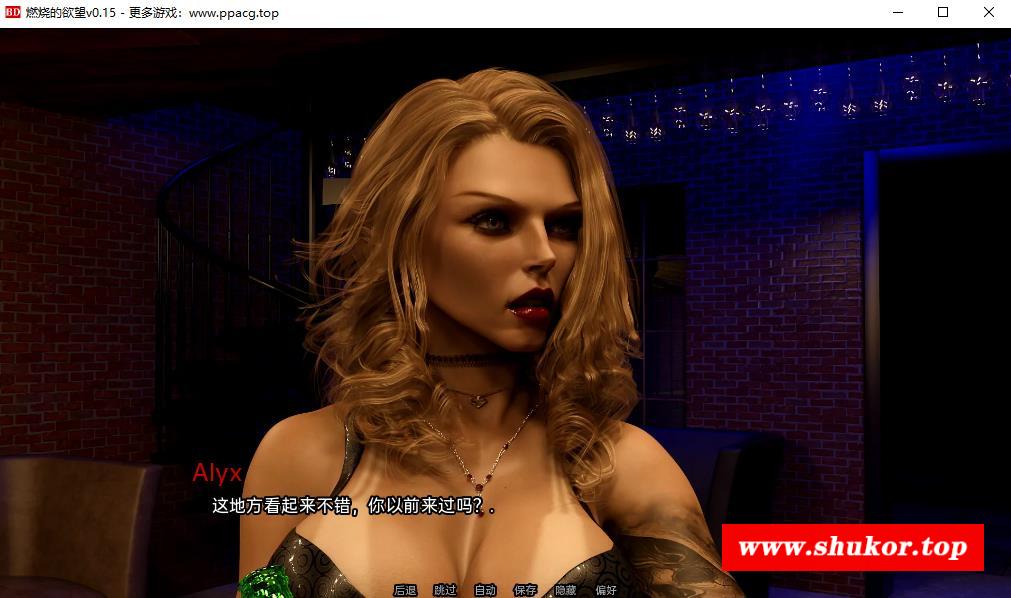 BD 燃烧的欲望v0.15 - 更多游戏：www.ppacg.top
Alyx
这地方看起来不错，你以前来过吗？.
www.shukor.top
后退 跳过 自动 保存 隐藏 偏好